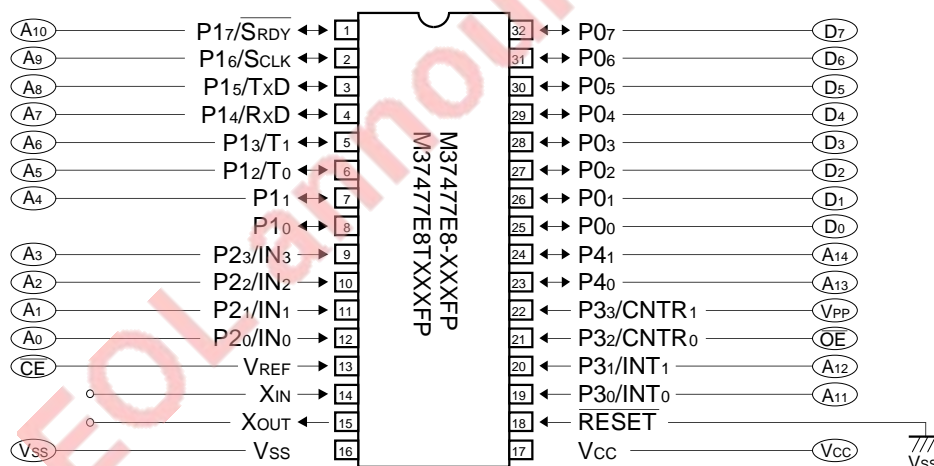 A10 P17/SRDY 1 32 P07 D7
A9 P16/SCLK 2 31 P06 D6
A8 P15/TxD 3 30 P05 D5
A7 P14/RxD 4 29 P04 D4
A6 P13/T1 5 28 P03 D3
A5 P12/T0 6 27 P02 D2
A4 P11 7 26 P01 D1
P10 8 25 P00 D0
A3 P23/IN3 9 24 P41 A14
A2 P22/IN2 10 23 P40 A13
A1 P21/IN1 11 22 P33/CNTR1 VPP
A0 P20/IN0 12 21 P32/CNTR0 OE
CE VREF 13 20 P31/INT1 A12
XIN 14 19 P30/INT0 A11
XOUT 15 18 RESET
VSS VSS 16 17 VCC VCC
VSS
M37477E8-XXXFP
M37477E8TXXXFP
EOL announ